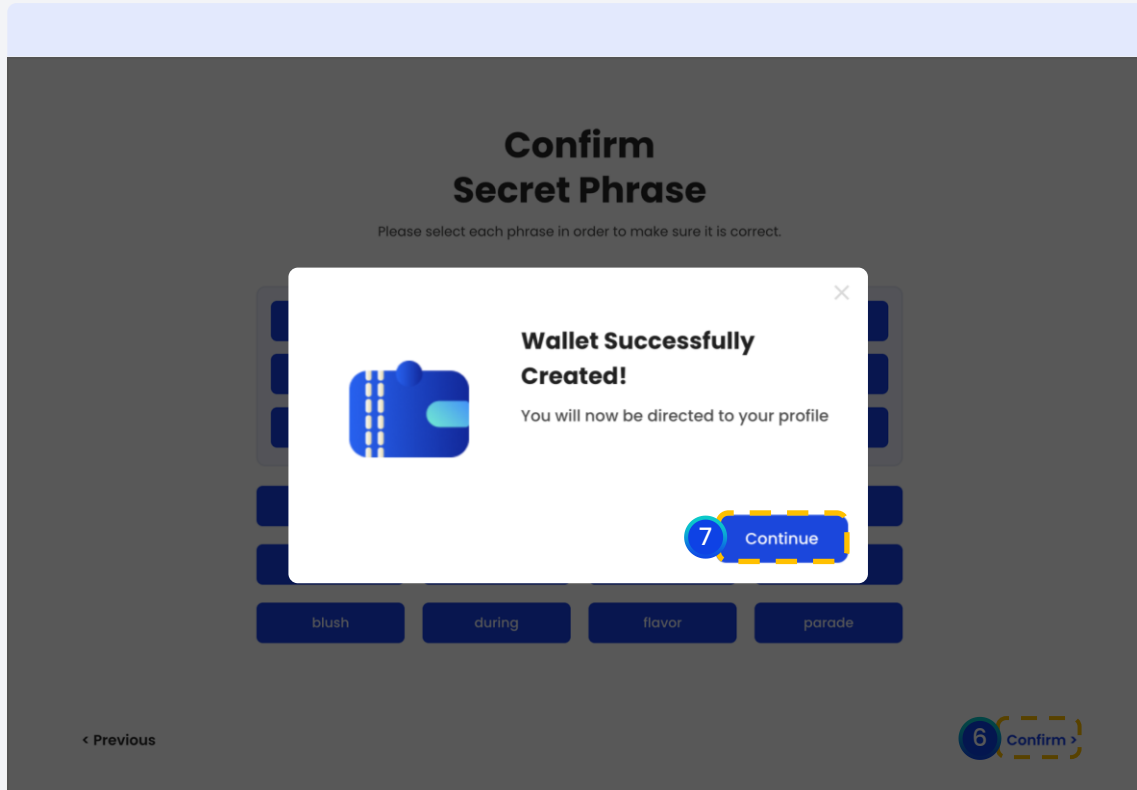 Confirm
Secret Phrase
Please select each phrase in order to make sure it is correct.
Wallet Successfully
Created!
You will now be directed to your profile
7 Continue
blush during flavor parade
< Previous
6 Confirm >